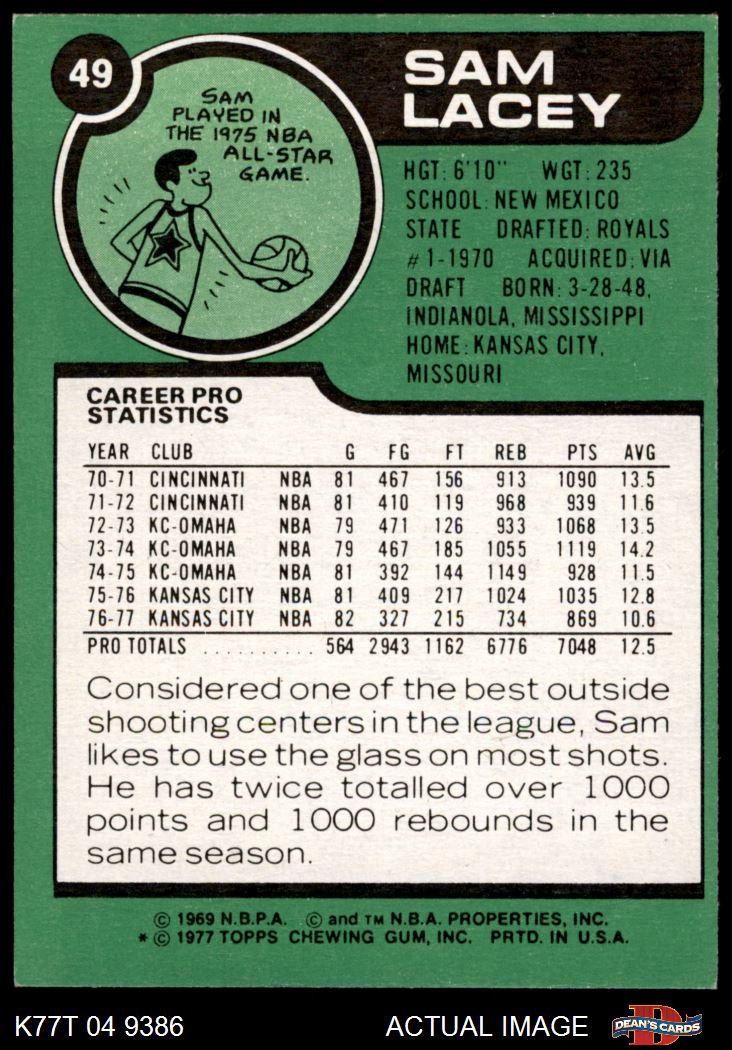 49
SAM
PLAYED IN
THE 1975 NBA
ALL-STAR
GAME.
SAM
LACEY
HGT: 6'10" WGT: 235
SCHOOL: NEW MEXICO
STATE DRAFTED: ROYALS
#1-1970 ACQUIRED: VIA
DRAFT BORN: 3-28-48,
INDIANOLA, MISSISSIPPI
HOME: KANSAS CITY,
MISSOURI
CAREER PRO
STATISTICS
YEAR CLUB G FG FT REB PTS AVG
70-71 CINCINNATI NBA 81 467 156 913 1090 13.5
71-72 CINCINNATI NBA 81 410 119 968 939 11.6
72-73 KC-OMAHA NBA 79 471 126 933 1068 13.5
73-74 KC-OMAHA NBA 79 467 185 1055 1119 14.2
74-75 KC-OMAHA NBA 81 392 144 1149 928 11.5
75-76 KANSAS CITY NBA 81 409 217 1024 1035 12.8
76-77 KANSAS CITY NBA 82 327 215 734 869 10.6
PRO TOTALS .......... 564 2943 1162 6776 7048 12.5
Considered one of the best outside
shooting centers in the league, Sam
likes to use the glass on most shots.
He has twice totalled over 1000
points and 1000 rebounds in the
same season.
© 1969 N.B.P.A. © and TM N.B.A. PROPERTIES, INC.
* © 1977 TOPPS CHEWING GUM, INC. PRTD. IN U.S.A.
K77T 04 9386 ACTUAL IMAGE D DEAN'S CARDS